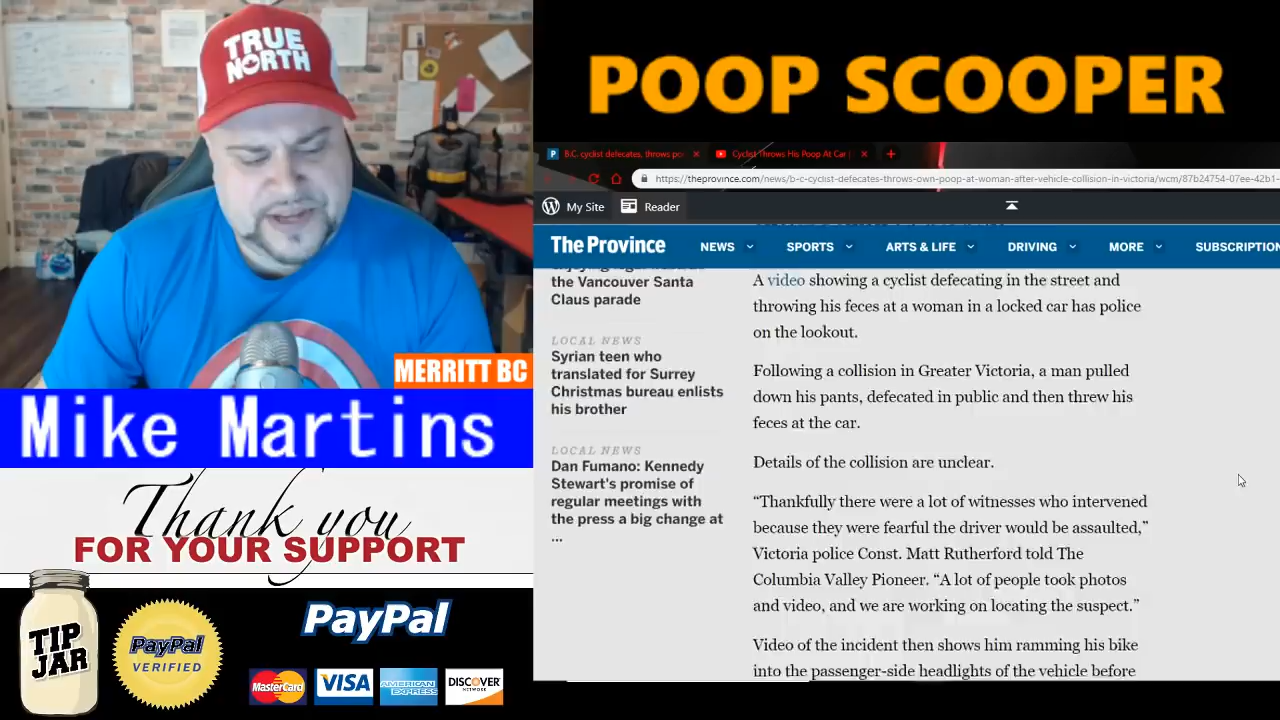 TRUE
NORTH
MERRITT BC
Mike Martins
Thank you
FOR YOUR SUPPORT
TIP
JAR
PayPal
VERIFIED
PayPal
MasterCard
VISA
AMERICAN
EXPRESS
DISCOVER
NETWORK
POOP SCOOPER
B.C. cyclist defecates, throws po
Cyclist Throws His Poop At Car |
https://theprovince.com/news/b-c-cyclist-defecates-throws-own-poop-at-woman-after-vehicle-collision-in-victoria/wcm/87b24754-07ee-42b1-
My Site
Reader
The Province
NEWS
SPORTS
ARTS & LIFE
DRIVING
MORE
SUBSCRIPTION
the Vancouver Santa
Claus parade
LOCAL NEWS
Syrian teen who
translated for Surrey
Christmas bureau enlists
his brother
LOCAL NEWS
Dan Fumano: Kennedy
Stewart's promise of
regular meetings with
the press a big change at
...
A video showing a cyclist defecating in the street and
throwing his feces at a woman in a locked car has police
on the lookout.
Following a collision in Greater Victoria, a man pulled
down his pants, defecated in public and then threw his
feces at the car.
Details of the collision are unclear.
“Thankfully there were a lot of witnesses who intervened
because they were fearful the driver would be assaulted,”
Victoria police Const. Matt Rutherford told The
Columbia Valley Pioneer. “A lot of people took photos
and video, and we are working on locating the suspect.”
Video of the incident then shows him ramming his bike
into the passenger-side headlights of the vehicle before